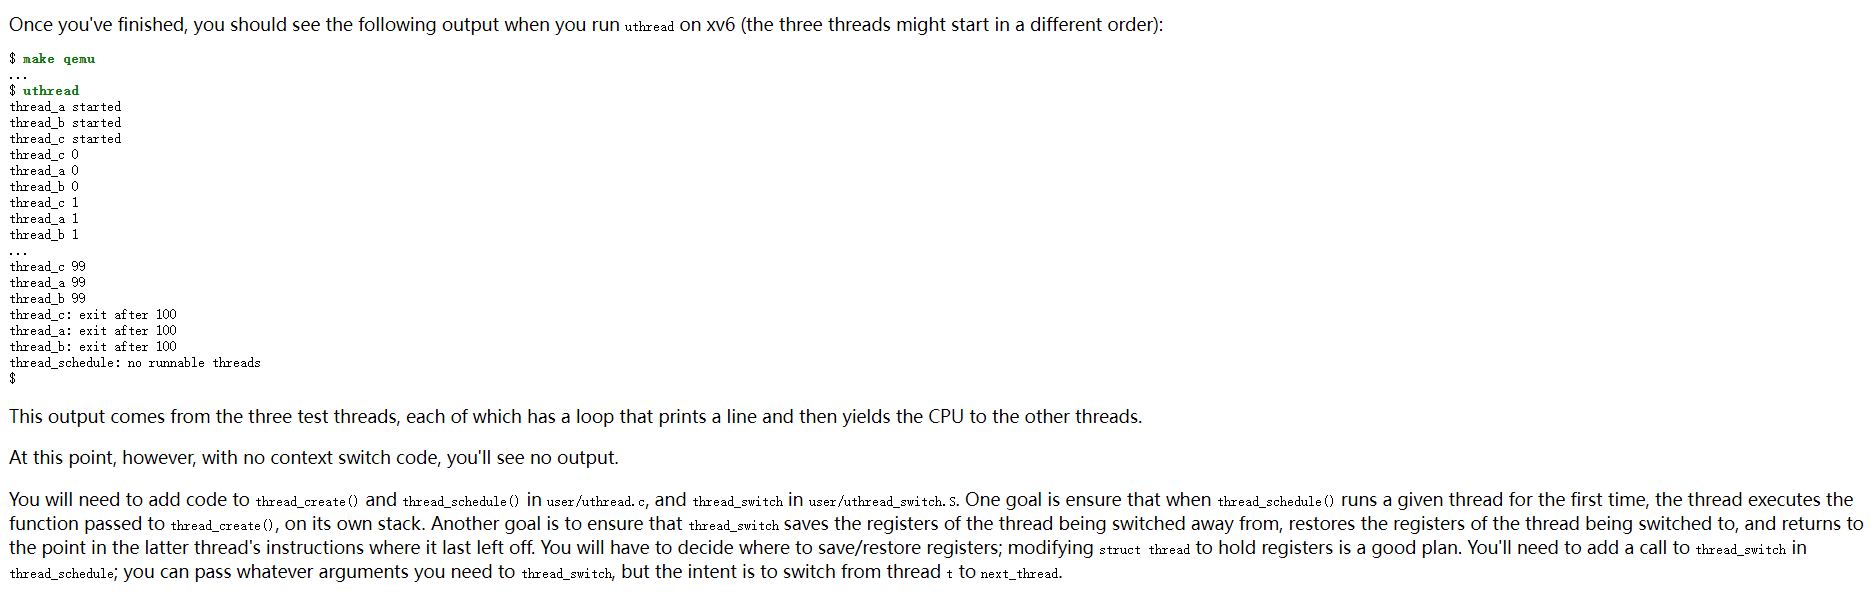 Once you've finished, you should see the following output when you run uthread on xv6 (the three threads might start in a different order):
$ make qemu
...
$ uthread
thread_a started
thread_b started
thread_c started
thread_c 0
thread_a 0
thread_b 0
thread_c 1
thread_a 1
thread_b 1
...
thread_c 99
thread_a 99
thread_b 99
thread_c: exit after 100
thread_a: exit after 100
thread_b: exit after 100
thread_schedule: no runnable threads
$
This output comes from the three test threads, each of which has a loop that prints a line and then yields the CPU to the other threads.
At this point, however, with no context switch code, you'll see no output.
You will need to add code to thread_create() and thread_schedule() in user/uthread.c, and thread_switch in user/uthread_switch.S. One goal is ensure that when thread_schedule() runs a given thread for the first time, the thread executes the
function passed to thread_create(), on its own stack. Another goal is to ensure that thread_switch saves the registers of the thread being switched away from, restores the registers of the thread being switched to, and returns to
the point in the latter thread's instructions where it last left off. You will have to decide where to save/restore registers; modifying struct thread to hold registers is a good plan. You'll need to add a call to thread_switch in
thread_schedule; you can pass whatever arguments you need to thread_switch, but the intent is to switch from thread t to next_thread.